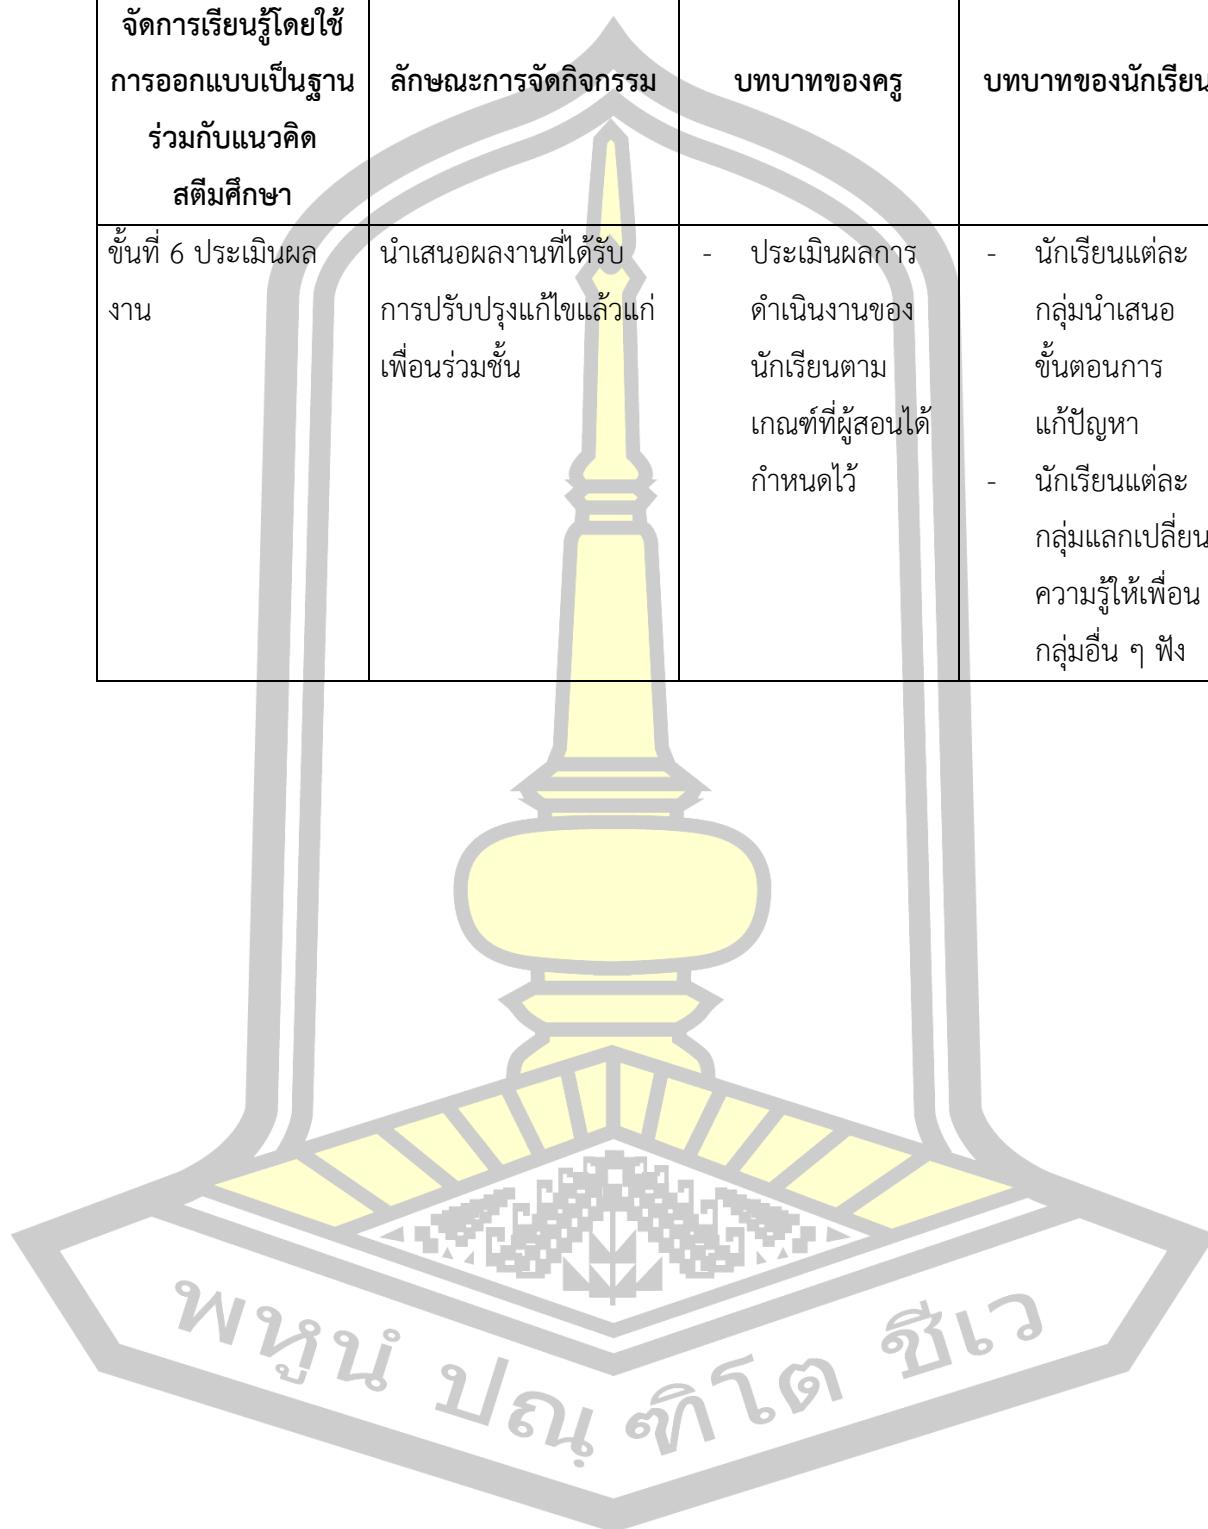 จัดการเรียนรู้โดยใช้
การออกแบบเป็นฐาน
ร่วมกับแนวคิด
สตีมศึกษา
ลักษณะการจัดกิจกรรม
บทบาทของครู
บทบาทของนักเรียน
ขั้นที่ 6 ประเมินผล
งาน
นำเสนอผลงานที่ได้รับ
การปรับปรุงแก้ไขแล้วแก่
เพื่อนร่วมชั้น
- ประเมินผลการ
ดำเนินงานของ
นักเรียนตาม
เกณฑ์ที่ผู้สอนได้
กำหนดไว้
- นักเรียนแต่ละ
กลุ่มนำเสนอ
ขั้นตอนการ
แก้ปัญหา
- นักเรียนแต่ละ
กลุ่มแลกเปลี่ยน
ความรู้ให้เพื่อน
กลุ่มอื่น ๆ ฟัง
พหูนํ ปณฺฑิโต ชีเว